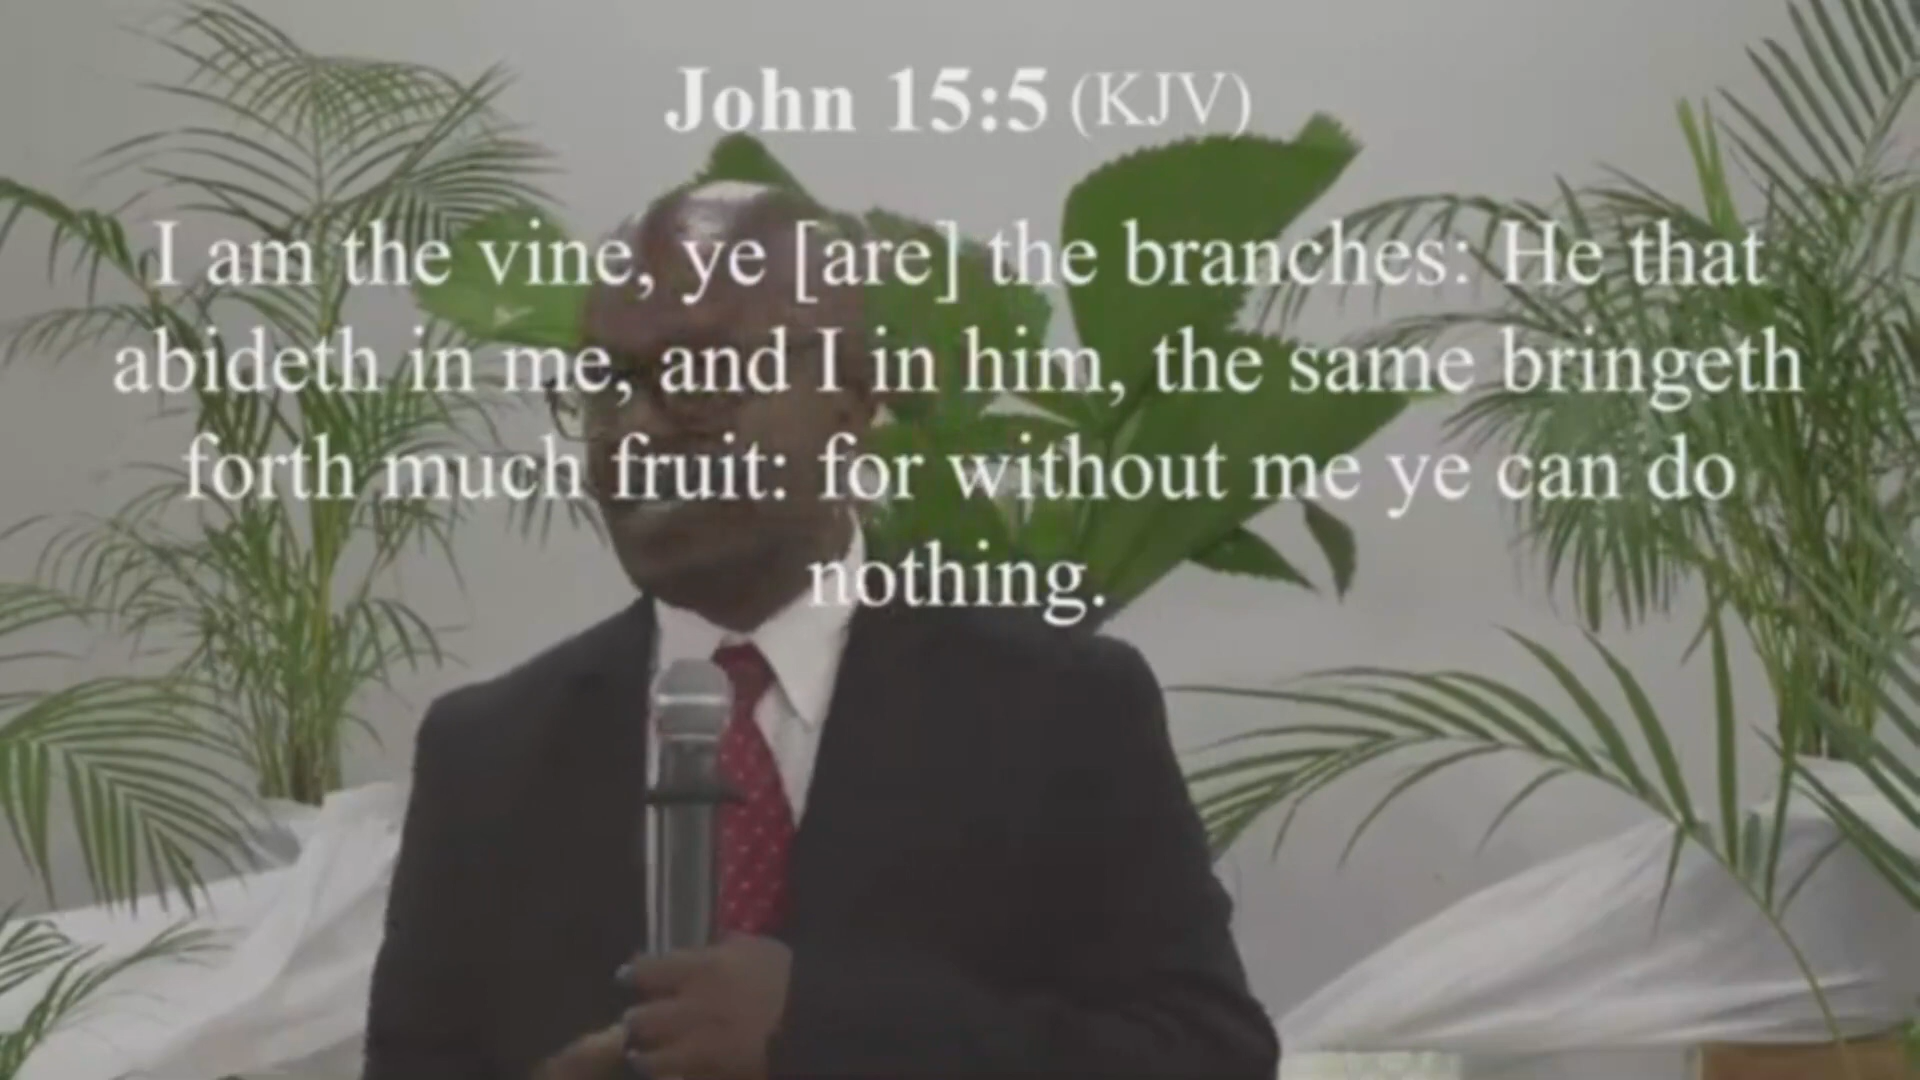 John 15:5 (KJV)
I am the vine, ye [are] the branches: He that
abideth in me, and I in him, the same bringeth
forth much fruit: for without me ye can do
nothing.